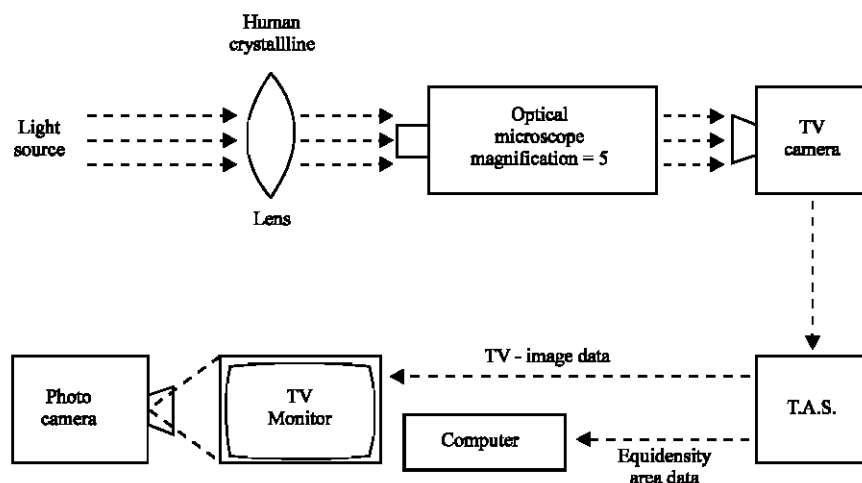 Human
crystallline
Light
source
Lens
Optical
microscope
magnification = 5
TV
camera
TV - image data
Photo
camera
TV
Monitor
T.A.S.
Computer
Equidensity
area data